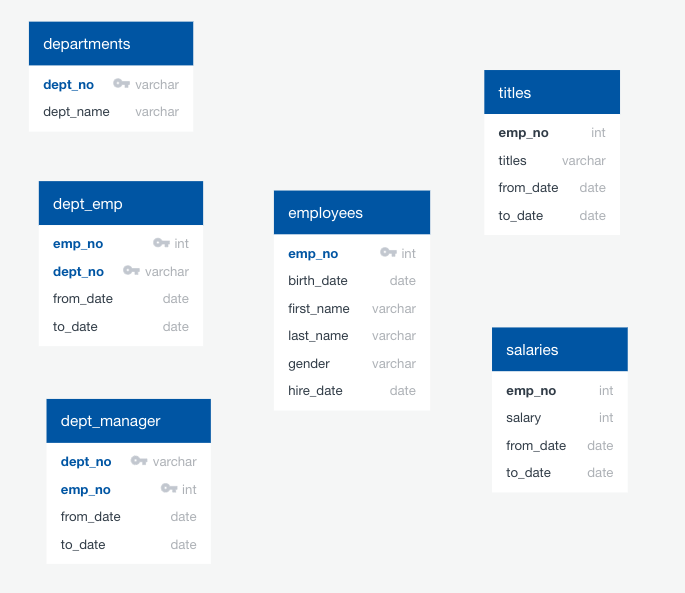 departments
dept_no varchar
dept_name varchar
dept_emp
emp_no int
dept_no varchar
from_date date
to_date date
dept_manager
dept_no varchar
emp_no int
from_date date
to_date date
employees
emp_no int
birth_date date
first_name varchar
last_name varchar
gender varchar
hire_date date
titles
emp_no int
titles varchar
from_date date
to_date date
salaries
emp_no int
salary int
from_date date
to_date date